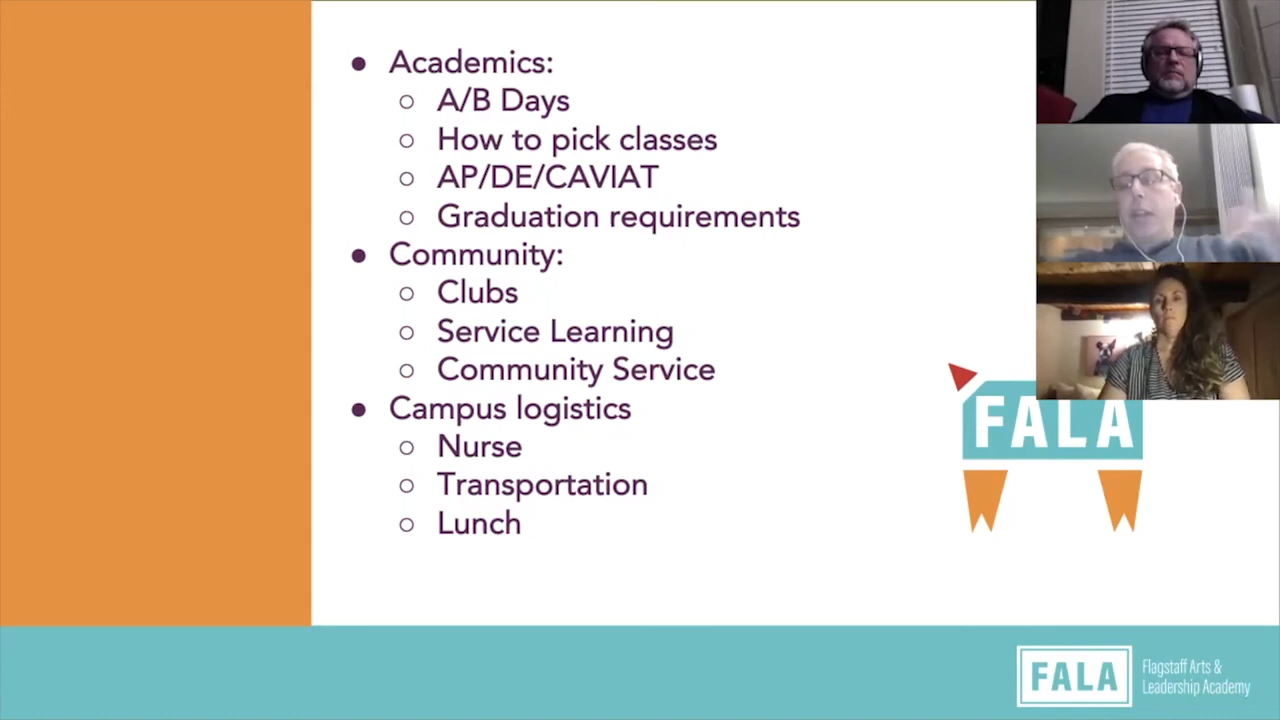 ● Academics:
○ A/B Days
○ How to pick classes
○ AP/DE/CAVIAT
○ Graduation requirements
● Community:
○ Clubs
○ Service Learning
○ Community Service
● Campus logistics
○ Nurse
○ Transportation
○ Lunch
FALA
FALA
Flagstaff Arts &
Leadership Academy